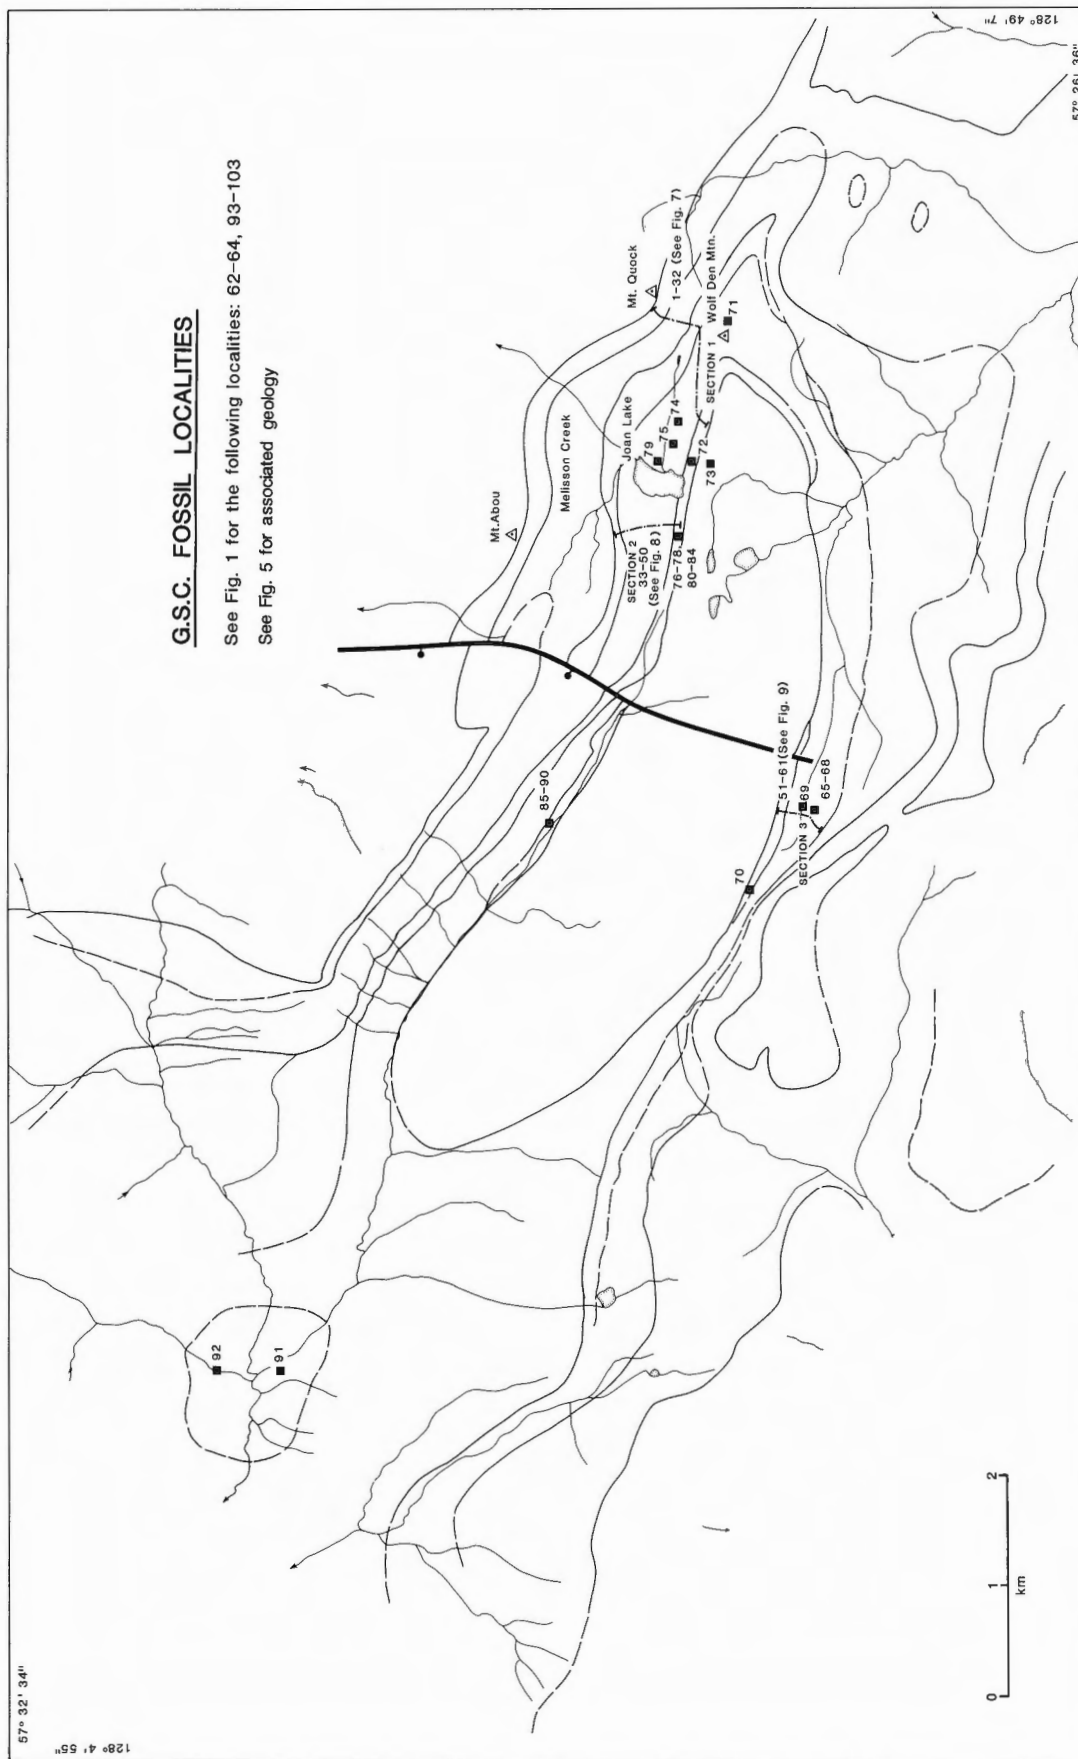 G.S.C. FOSSIL LOCALITIES
See Fig. 1 for the following localities: 62-64, 93-103
See Fig. 5 for associated geology
57° 32' 34"
128° 4' 55"
128° 49' 7"
57° 26' 36"
92
91
Mt. Abou
Melisson Creek
Mt. Quock
1-32 (See Fig. 7)
Wolf Den Mtn.
71
SECTION 1
Joan Lake
79
75
74
72
73
SECTION 2
33-50
(See Fig. 8)
76-78
80-84
85-90
70
51-61 (See Fig. 9)
SECTION 3
69
65-68
0
1
2
km